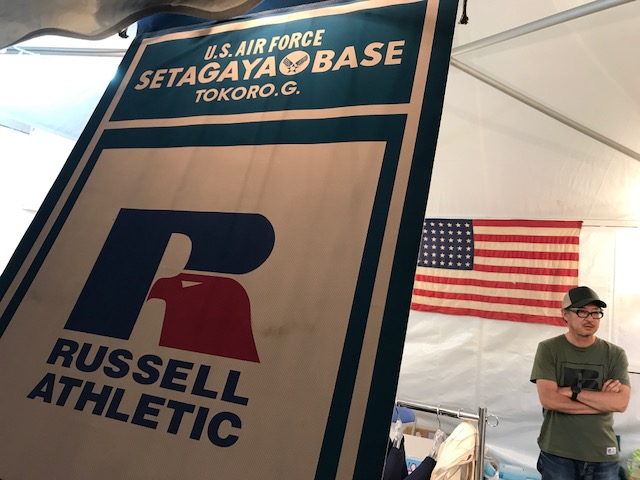 U.S. AIR FORCE
SETAGAYA BASE
TOKORO.G.
R
RUSSELL
ATHLETIC
R